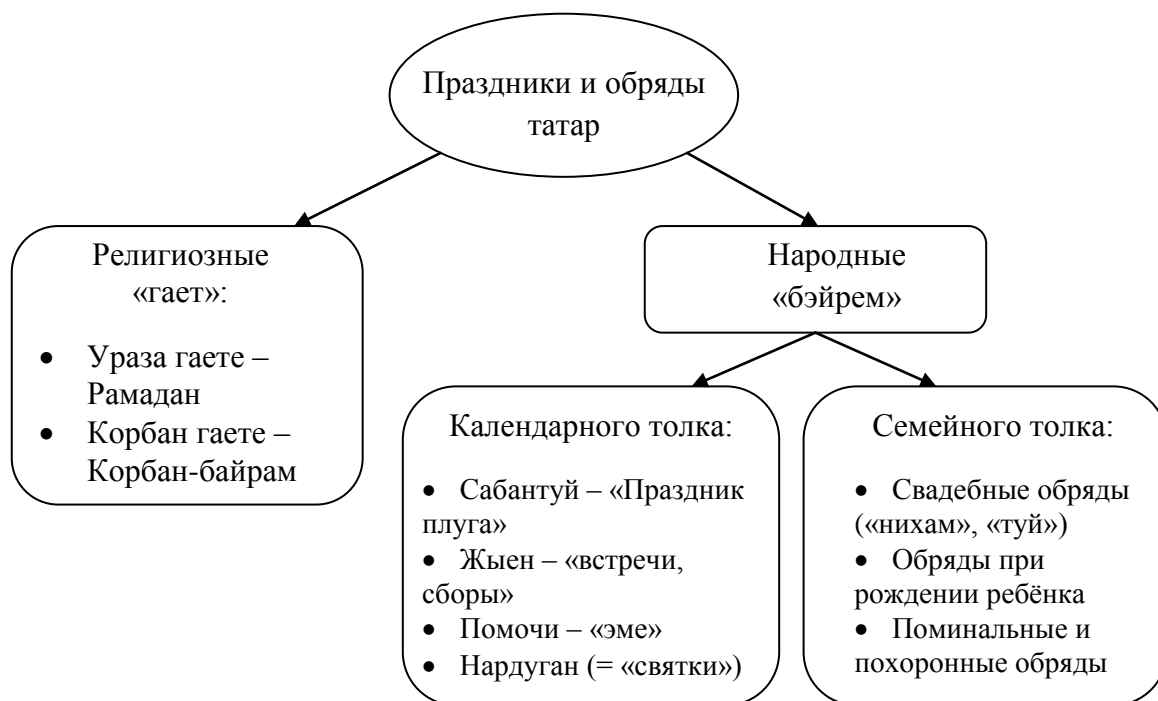 Праздники и обряды
татар
Религиозные
«гает»:
• Ураза гаете –
Рамадан
• Корбан гаете –
Корбан-байрам
Народные
«бэйрем»
Календарного толка:
• Сабантуй – «Праздник
плуга»
• Жыен – «встречи,
сборы»
• Помочи – «эме»
• Нардуган (= «святки»)
Семейного толка:
• Свадебные обряды
(«нихам», «туй»)
• Обряды при
рождении ребёнка
• Поминальные и
похоронные обряды